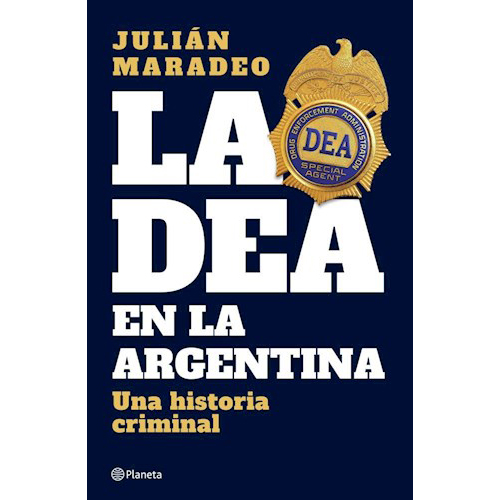 JULIÁN
MARADEO
LA
DEA
EN LA
ARGENTINA
Una historia
criminal
DRUG ENFORCEMENT ADMINISTRATION
DEA
SPECIAL
AGENT
Planeta